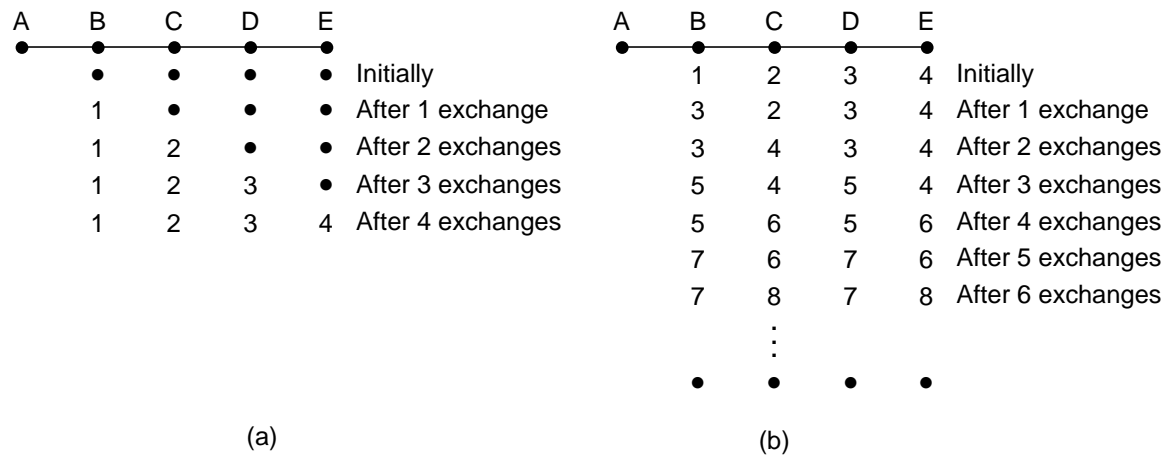 A B C D E
Initially
1 After 1 exchange
1 2 After 2 exchanges
1 2 3 After 3 exchanges
1 2 3 4 After 4 exchanges
(a)
A B C D E
1 2 3 4 Initially
3 2 3 4 After 1 exchange
3 4 3 4 After 2 exchanges
5 4 5 4 After 3 exchanges
5 6 5 6 After 4 exchanges
7 6 7 6 After 5 exchanges
7 8 7 8 After 6 exchanges
(b)